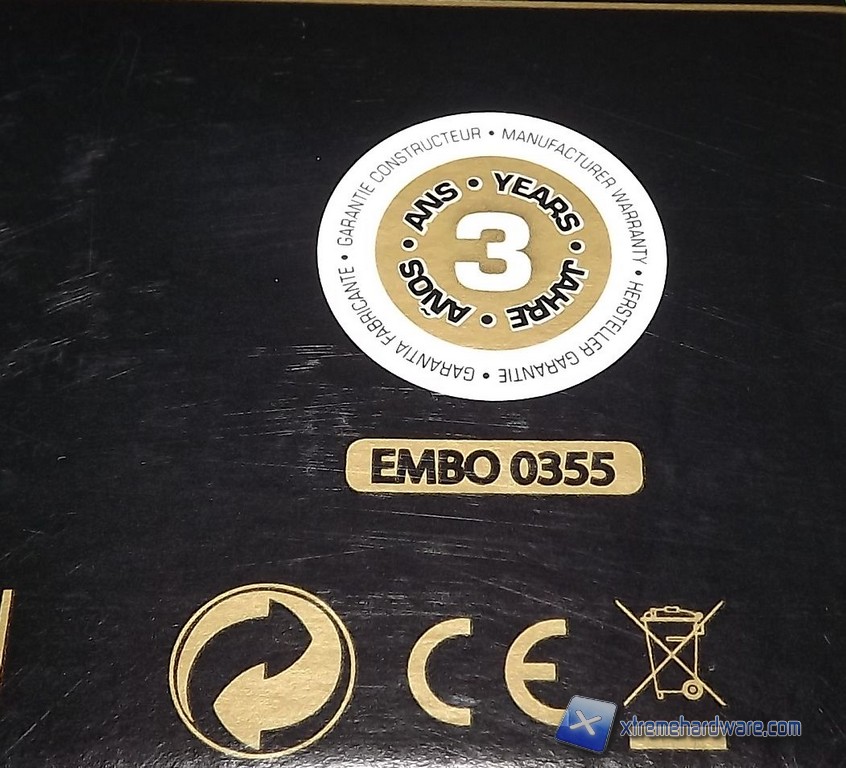 GARANTIE CONSTRUCTEUR • MANUFACTURER WARRANTY • HERSTELLER GARANTIE • GARANTIA FABRICANTE •
ANS • YEARS • JAHRE • AÑOS •
3
EMBO 0355
CE
xtremehardware.com